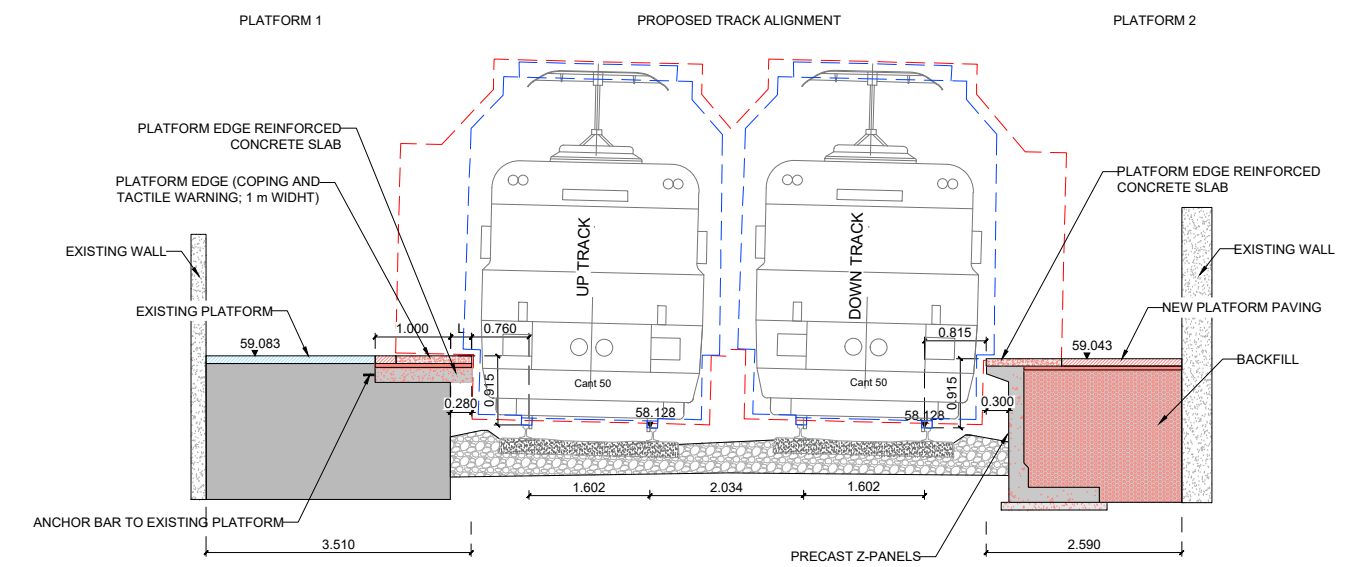 PLATFORM 1
PROPOSED TRACK ALIGNMENT
PLATFORM 2
PLATFORM EDGE REINFORCED
CONCRETE SLAB
PLATFORM EDGE (COPING AND
TACTILE WARNING; 1 m WIDHT)
EXISTING WALL
EXISTING PLATFORM
59.083
1.000
L
0.760
0.915
0.280
UP TRACK
Cant 50
58.128
DOWN TRACK
Cant 50
58.128
0.815
0.915
0.300
59.043
PLATFORM EDGE REINFORCED
CONCRETE SLAB
EXISTING WALL
NEW PLATFORM PAVING
BACKFILL
1.602
2.034
1.602
ANCHOR BAR TO EXISTING PLATFORM
3.510
PRECAST Z-PANELS
2.590